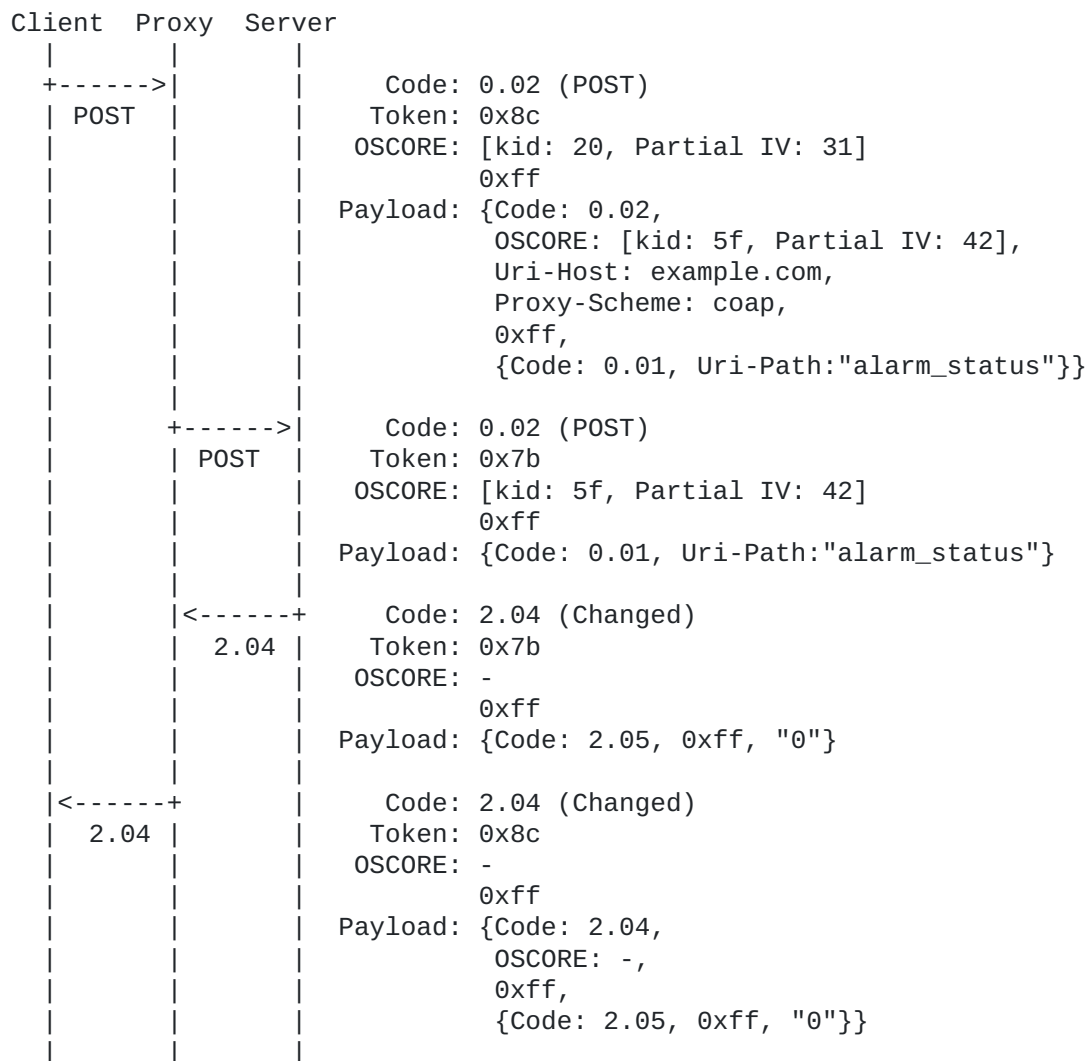 Client  Proxy  Server
  |       |       |
  +------>|       |     Code: 0.02 (POST)
  | POST  |       |    Token: 0x8c
  |       |       |   OSCORE: [kid: 20, Partial IV: 31]
  |       |       |           0xff
  |       |       |  Payload: {Code: 0.02,
  |       |       |            OSCORE: [kid: 5f, Partial IV: 42],
  |       |       |            Uri-Host: example.com,
  |       |       |            Proxy-Scheme: coap,
  |       |       |            0xff,
  |       |       |            {Code: 0.01, Uri-Path:"alarm_status"}}
  |       |       |
  |       +------>|     Code: 0.02 (POST)
  |       | POST  |    Token: 0x7b
  |       |       |   OSCORE: [kid: 5f, Partial IV: 42]
  |       |       |           0xff
  |       |       |  Payload: {Code: 0.01, Uri-Path:"alarm_status"}
  |       |       |
  |       |<------+     Code: 2.04 (Changed)
  |       |  2.04 |    Token: 0x7b
  |       |       |   OSCORE: -
  |       |       |           0xff
  |       |       |  Payload: {Code: 2.05, 0xff, "0"}
  |       |       |
  |<------+       |     Code: 2.04 (Changed)
  |  2.04 |       |    Token: 0x8c
  |       |       |   OSCORE: -
  |       |       |           0xff
  |       |       |  Payload: {Code: 2.04,
  |       |       |            OSCORE: -,
  |       |       |            0xff,
  |       |       |            {Code: 2.05, 0xff, "0"}}
  |       |       |